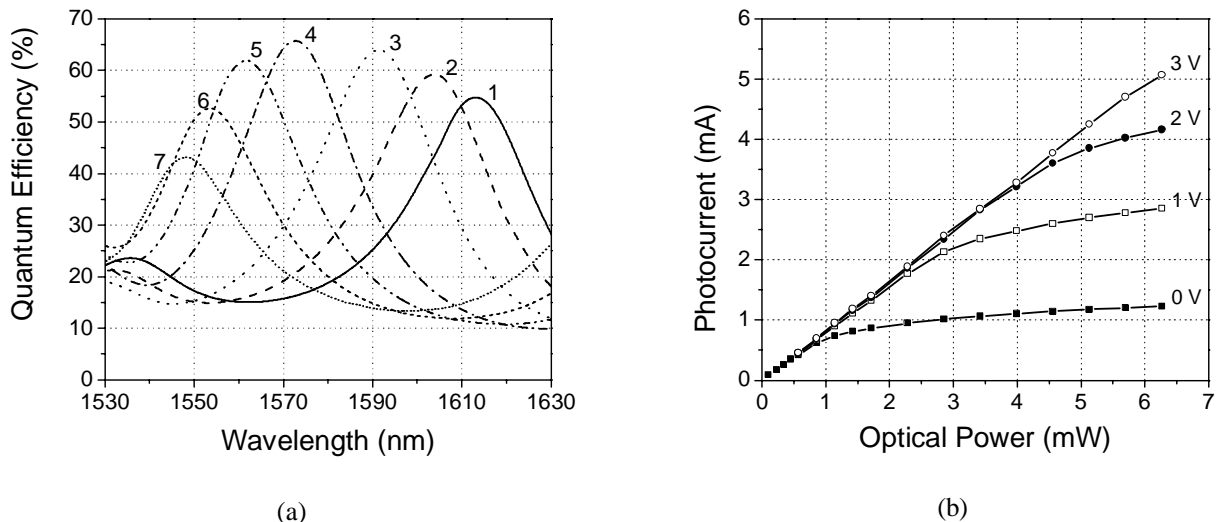 70
60
50
40
30
20
10
0
Quantum Efficiency (%)
1
2
3
4
5
6
7
1530 1550 1570 1590 1610 1630
Wavelength (nm)
(a)
6
5
4
3
2
1
0
Photocurrent (mA)
3 V
2 V
1 V
0 V
0 1 2 3 4 5 6 7
Optical Power (mW)
(b)